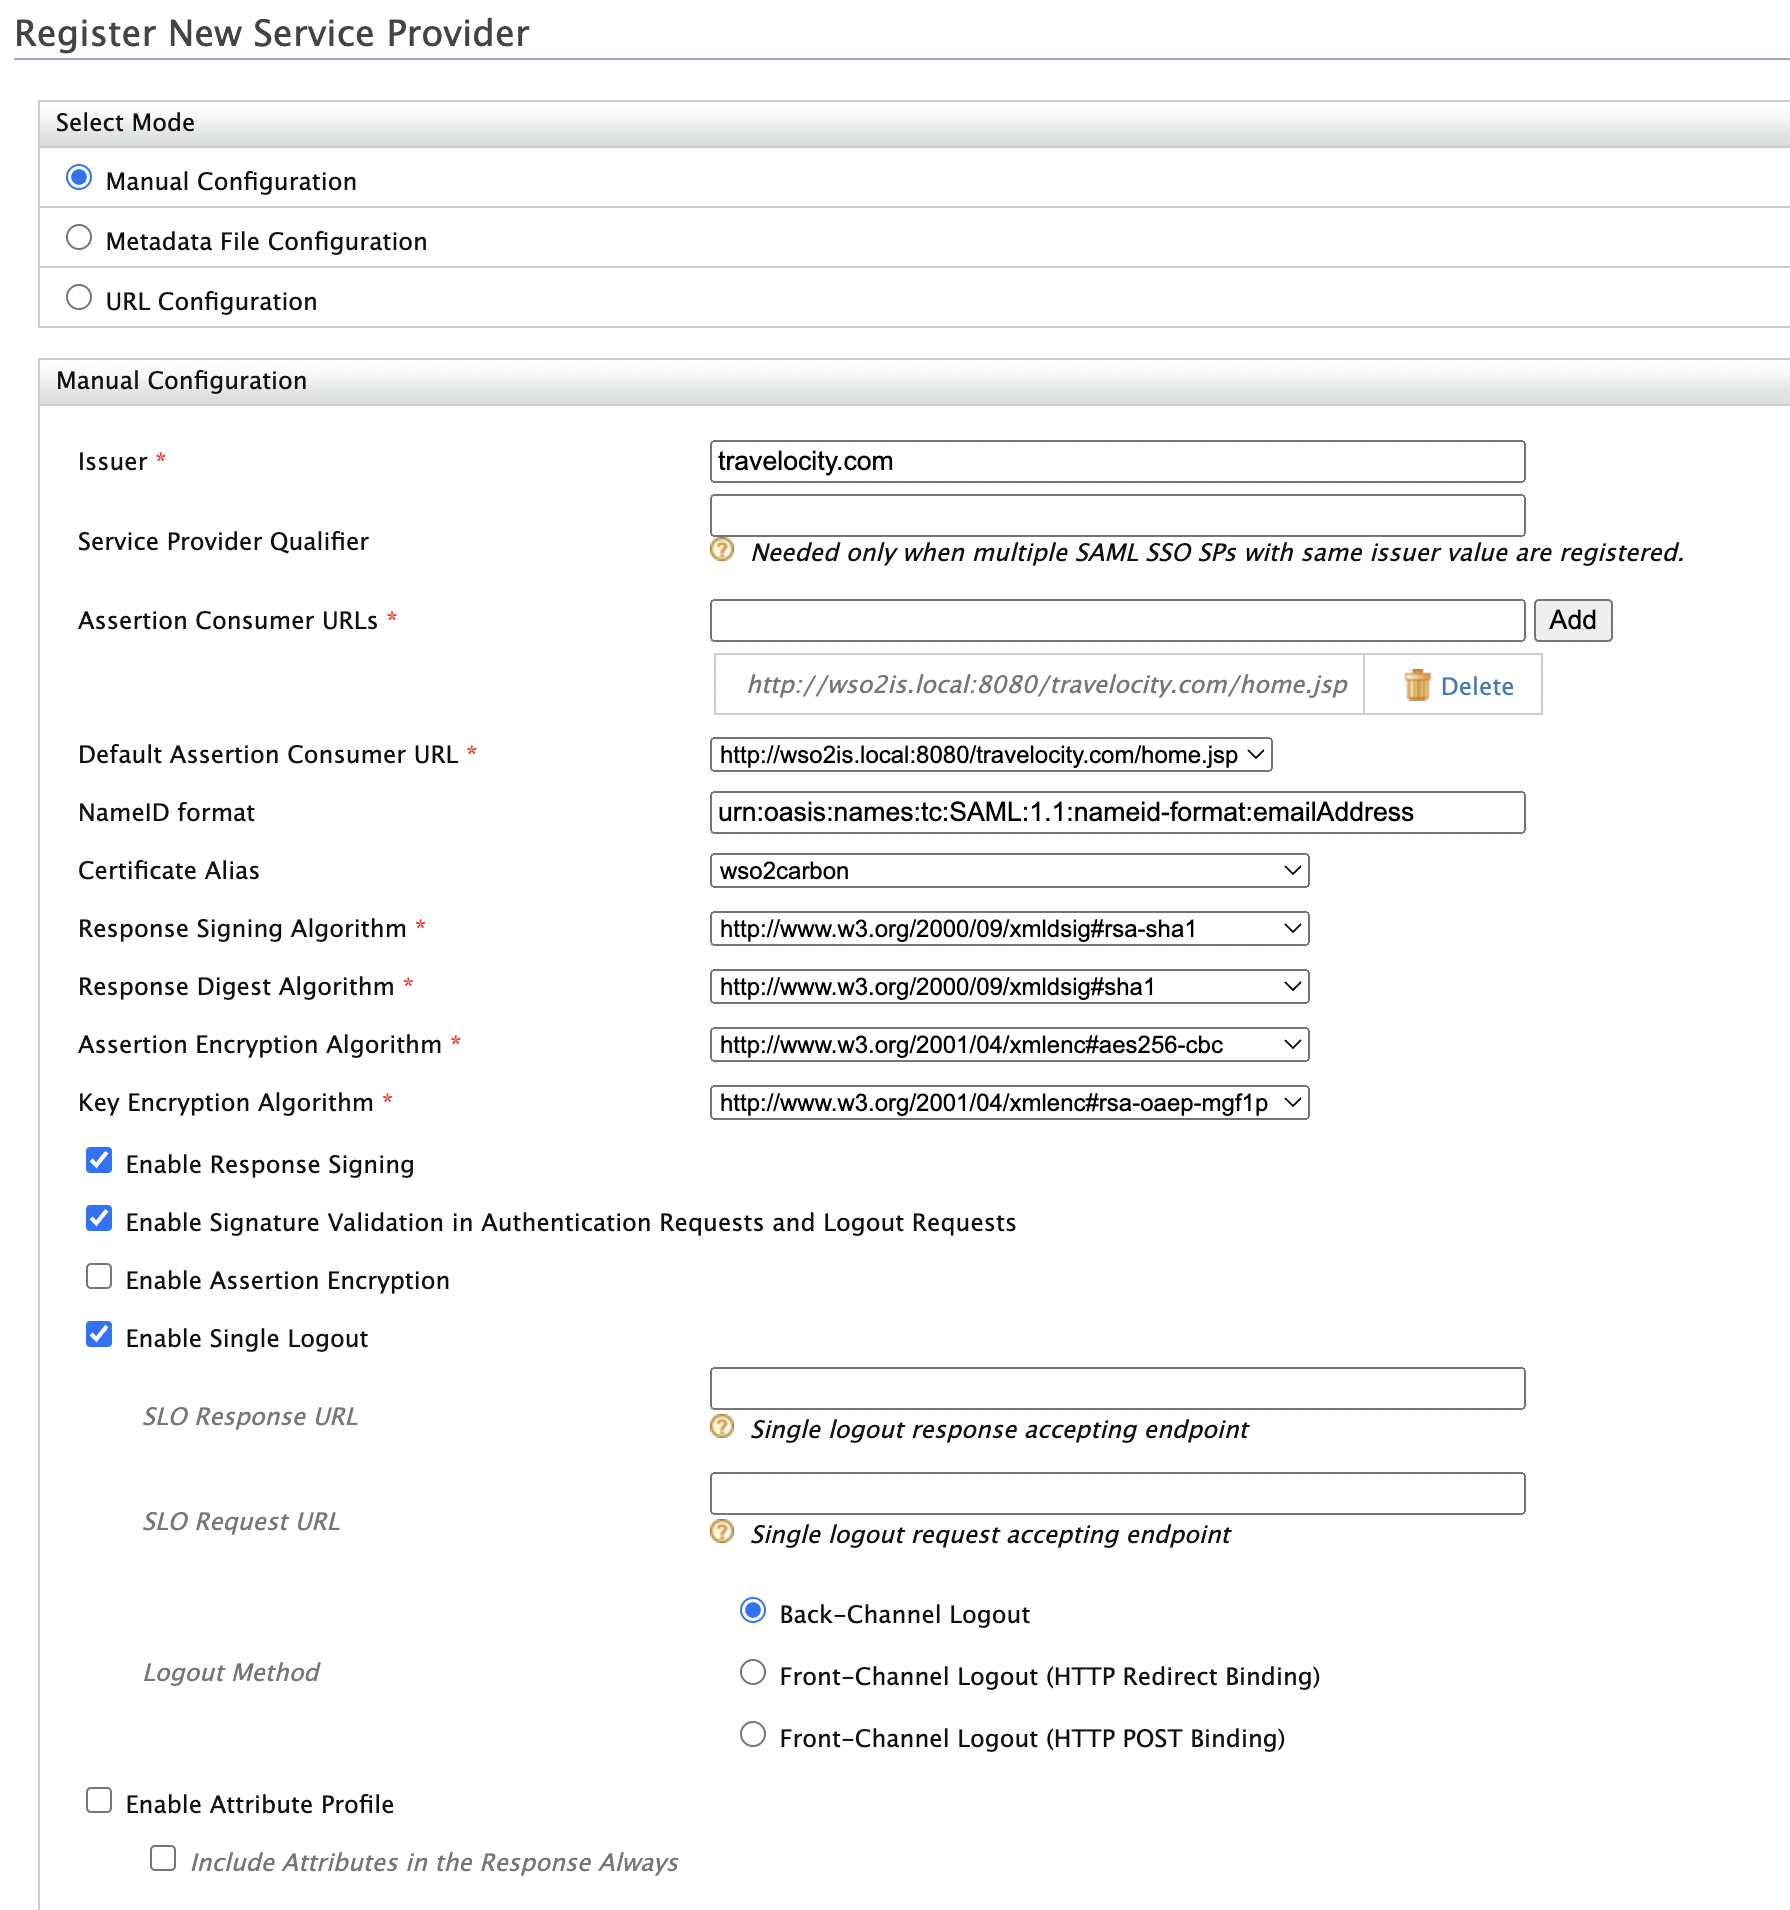 Register New Service Provider
Select Mode
Manual Configuration
Metadata File Configuration
URL Configuration
Manual Configuration
Issuer *
travelocity.com
Service Provider Qualifier
Needed only when multiple SAML SSO SPs with same issuer value are registered.
Assertion Consumer URLs *
Add
http://wso2is.local:8080/travelocity.com/home.jsp
Delete
Default Assertion Consumer URL *
http://wso2is.local:8080/travelocity.com/home.jsp
NameID format
urn:oasis:names:tc:SAML:1.1:nameid-format:emailAddress
Certificate Alias
wso2carbon
Response Signing Algorithm *
http://www.w3.org/2000/09/xmldsig#rsa-sha1
Response Digest Algorithm *
http://www.w3.org/2000/09/xmldsig#sha1
Assertion Encryption Algorithm *
http://www.w3.org/2001/04/xmlenc#aes256-cbc
Key Encryption Algorithm *
http://www.w3.org/2001/04/xmlenc#rsa-oaep-mgf1p
Enable Response Signing
Enable Signature Validation in Authentication Requests and Logout Requests
Enable Assertion Encryption
Enable Single Logout
SLO Response URL
Single logout response accepting endpoint
SLO Request URL
Single logout request accepting endpoint
Logout Method
Back-Channel Logout
Front-Channel Logout (HTTP Redirect Binding)
Front-Channel Logout (HTTP POST Binding)
Enable Attribute Profile
Include Attributes in the Response Always